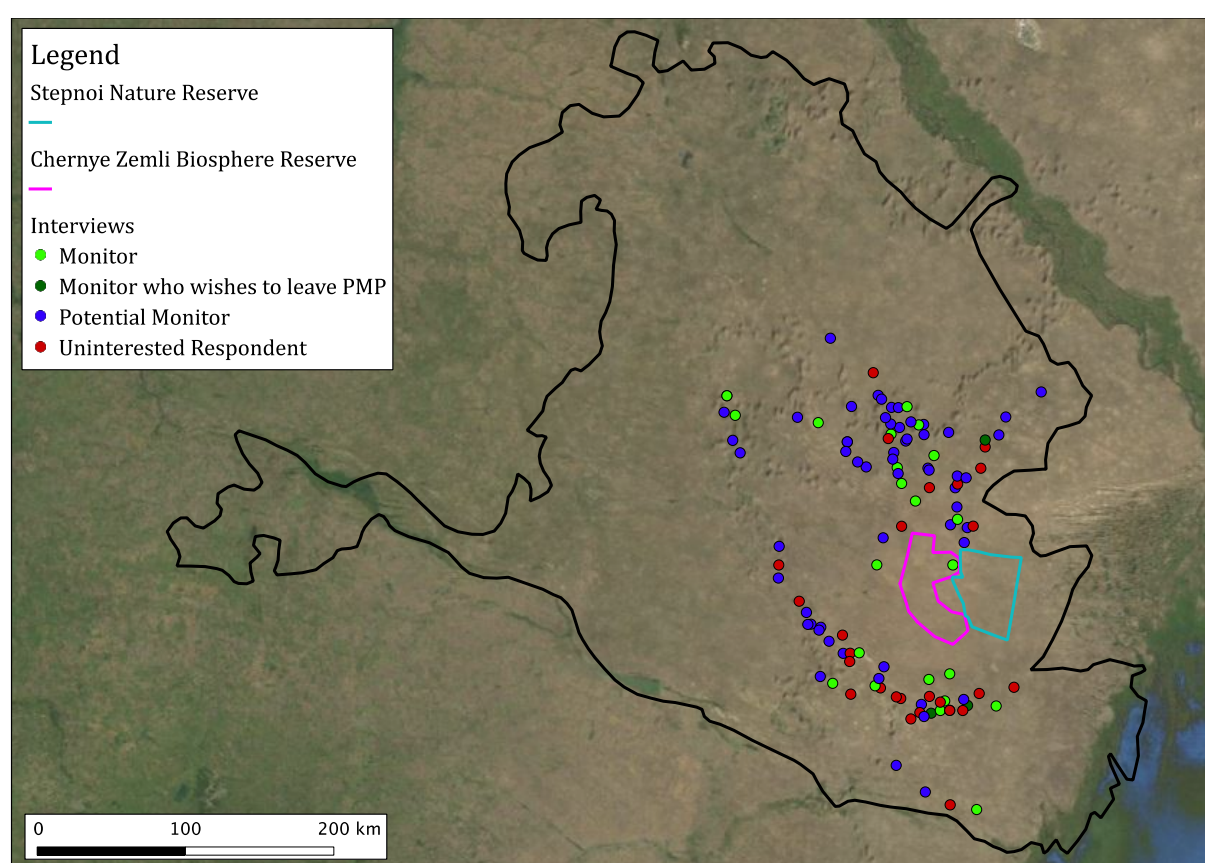 Legend
Stepnoi Nature Reserve
Chernye Zemli Biosphere Reserve
Interviews
Monitor
Monitor who wishes to leave PMP
Potential Monitor
Uninterested Respondent
0 100 200 km